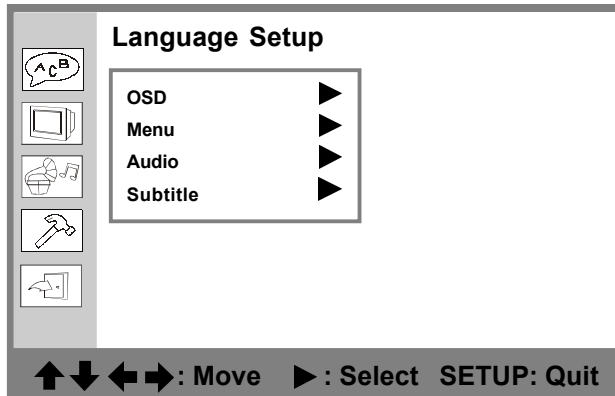 Language Setup
A C B
OSD
Menu
Audio
Subtitle
: Move : Select SETUP: Quit